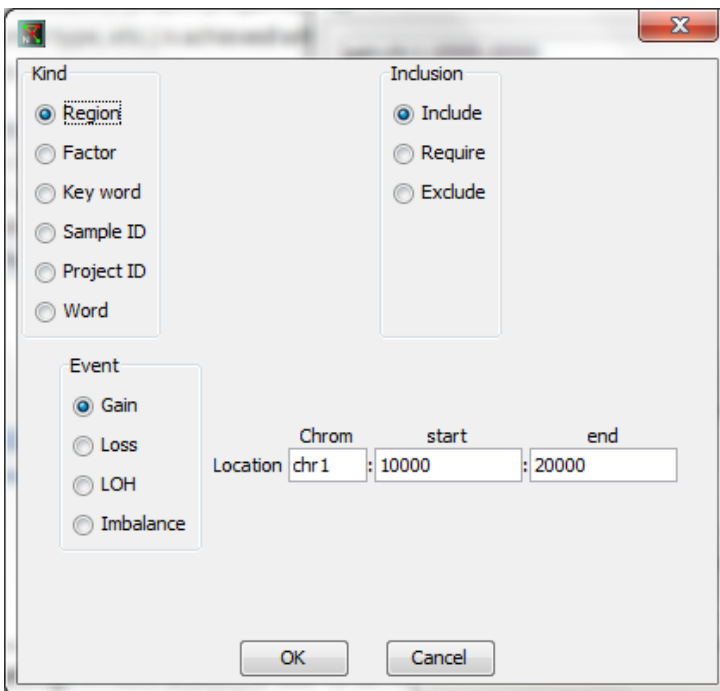 Kind
Region
Factor
Key word
Sample ID
Project ID
Word
Inclusion
Include
Require
Exclude
Event
Gain
Loss
LOH
Imbalance
Chrom start end
Location chr1 : 10000 : 20000
OK Cancel